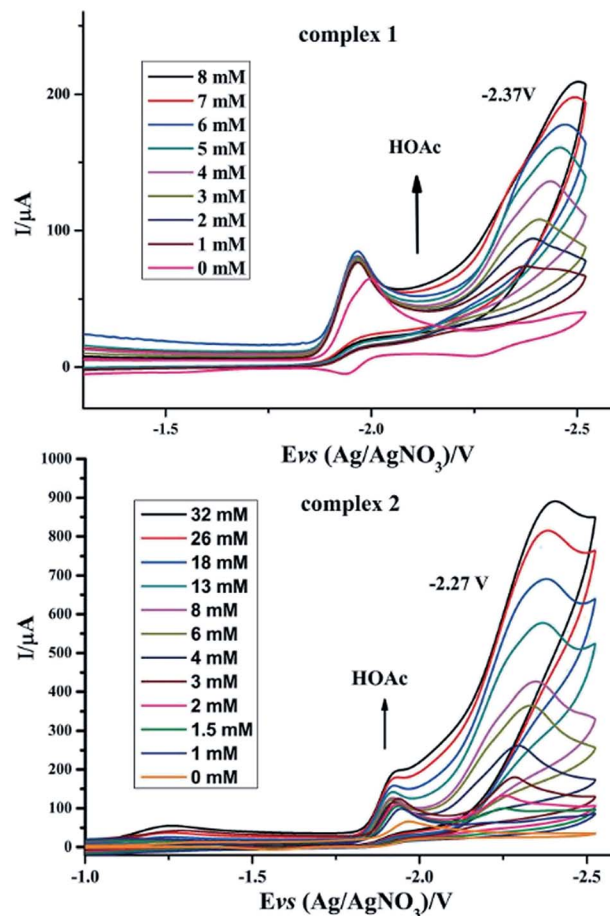 complex 1
8 mM
7 mM
6 mM
5 mM
4 mM
3 mM
2 mM
1 mM
0 mM
-2.37V
HOAc
200
100
0
I/μA
-1.5
-2.0
-2.5
Evs (Ag/AgNO₃)/V
complex 2
1000
900
800
700
600
500
400
300
200
100
0
I/μA
32 mM
26 mM
18 mM
13 mM
8 mM
6 mM
4 mM
3 mM
2 mM
1.5 mM
1 mM
0 mM
-2.27 V
HOAc
-1.0
-1.5
-2.0
-2.5
Evs (Ag/AgNO₃)/V